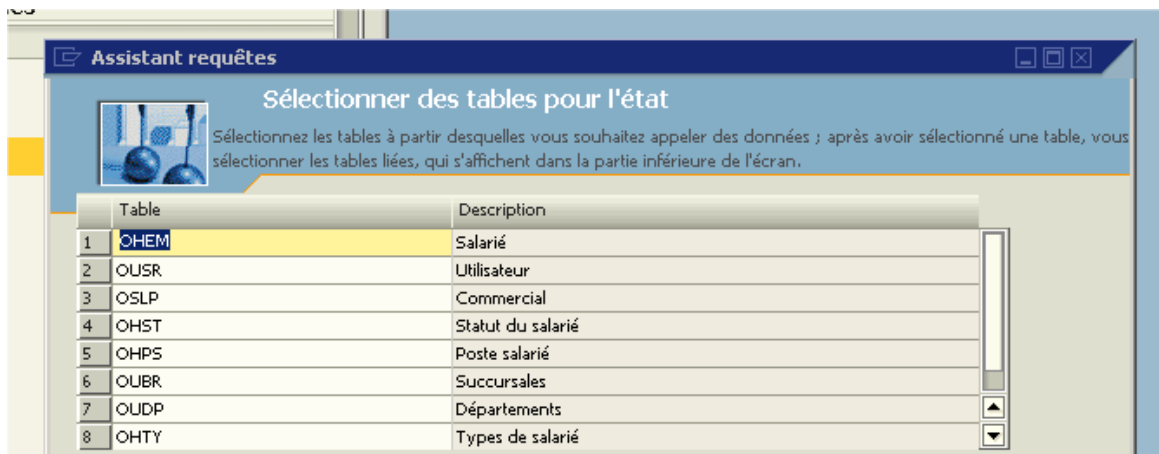 Assistant requêtes
Sélectionner des tables pour l'état
Sélectionnez les tables à partir desquelles vous souhaitez appeler des données ; après avoir sélectionné une table, vous
sélectionner les tables liées, qui s'affichent dans la partie inférieure de l'écran.
Table Description
1 OHEM Salarié
2 OUSR Utilisateur
3 OSLP Commercial
4 OHST Statut du salarié
5 OHPS Poste salarié
6 OUBR Succursales
7 OUDP Départements
8 OHTY Types de salarié